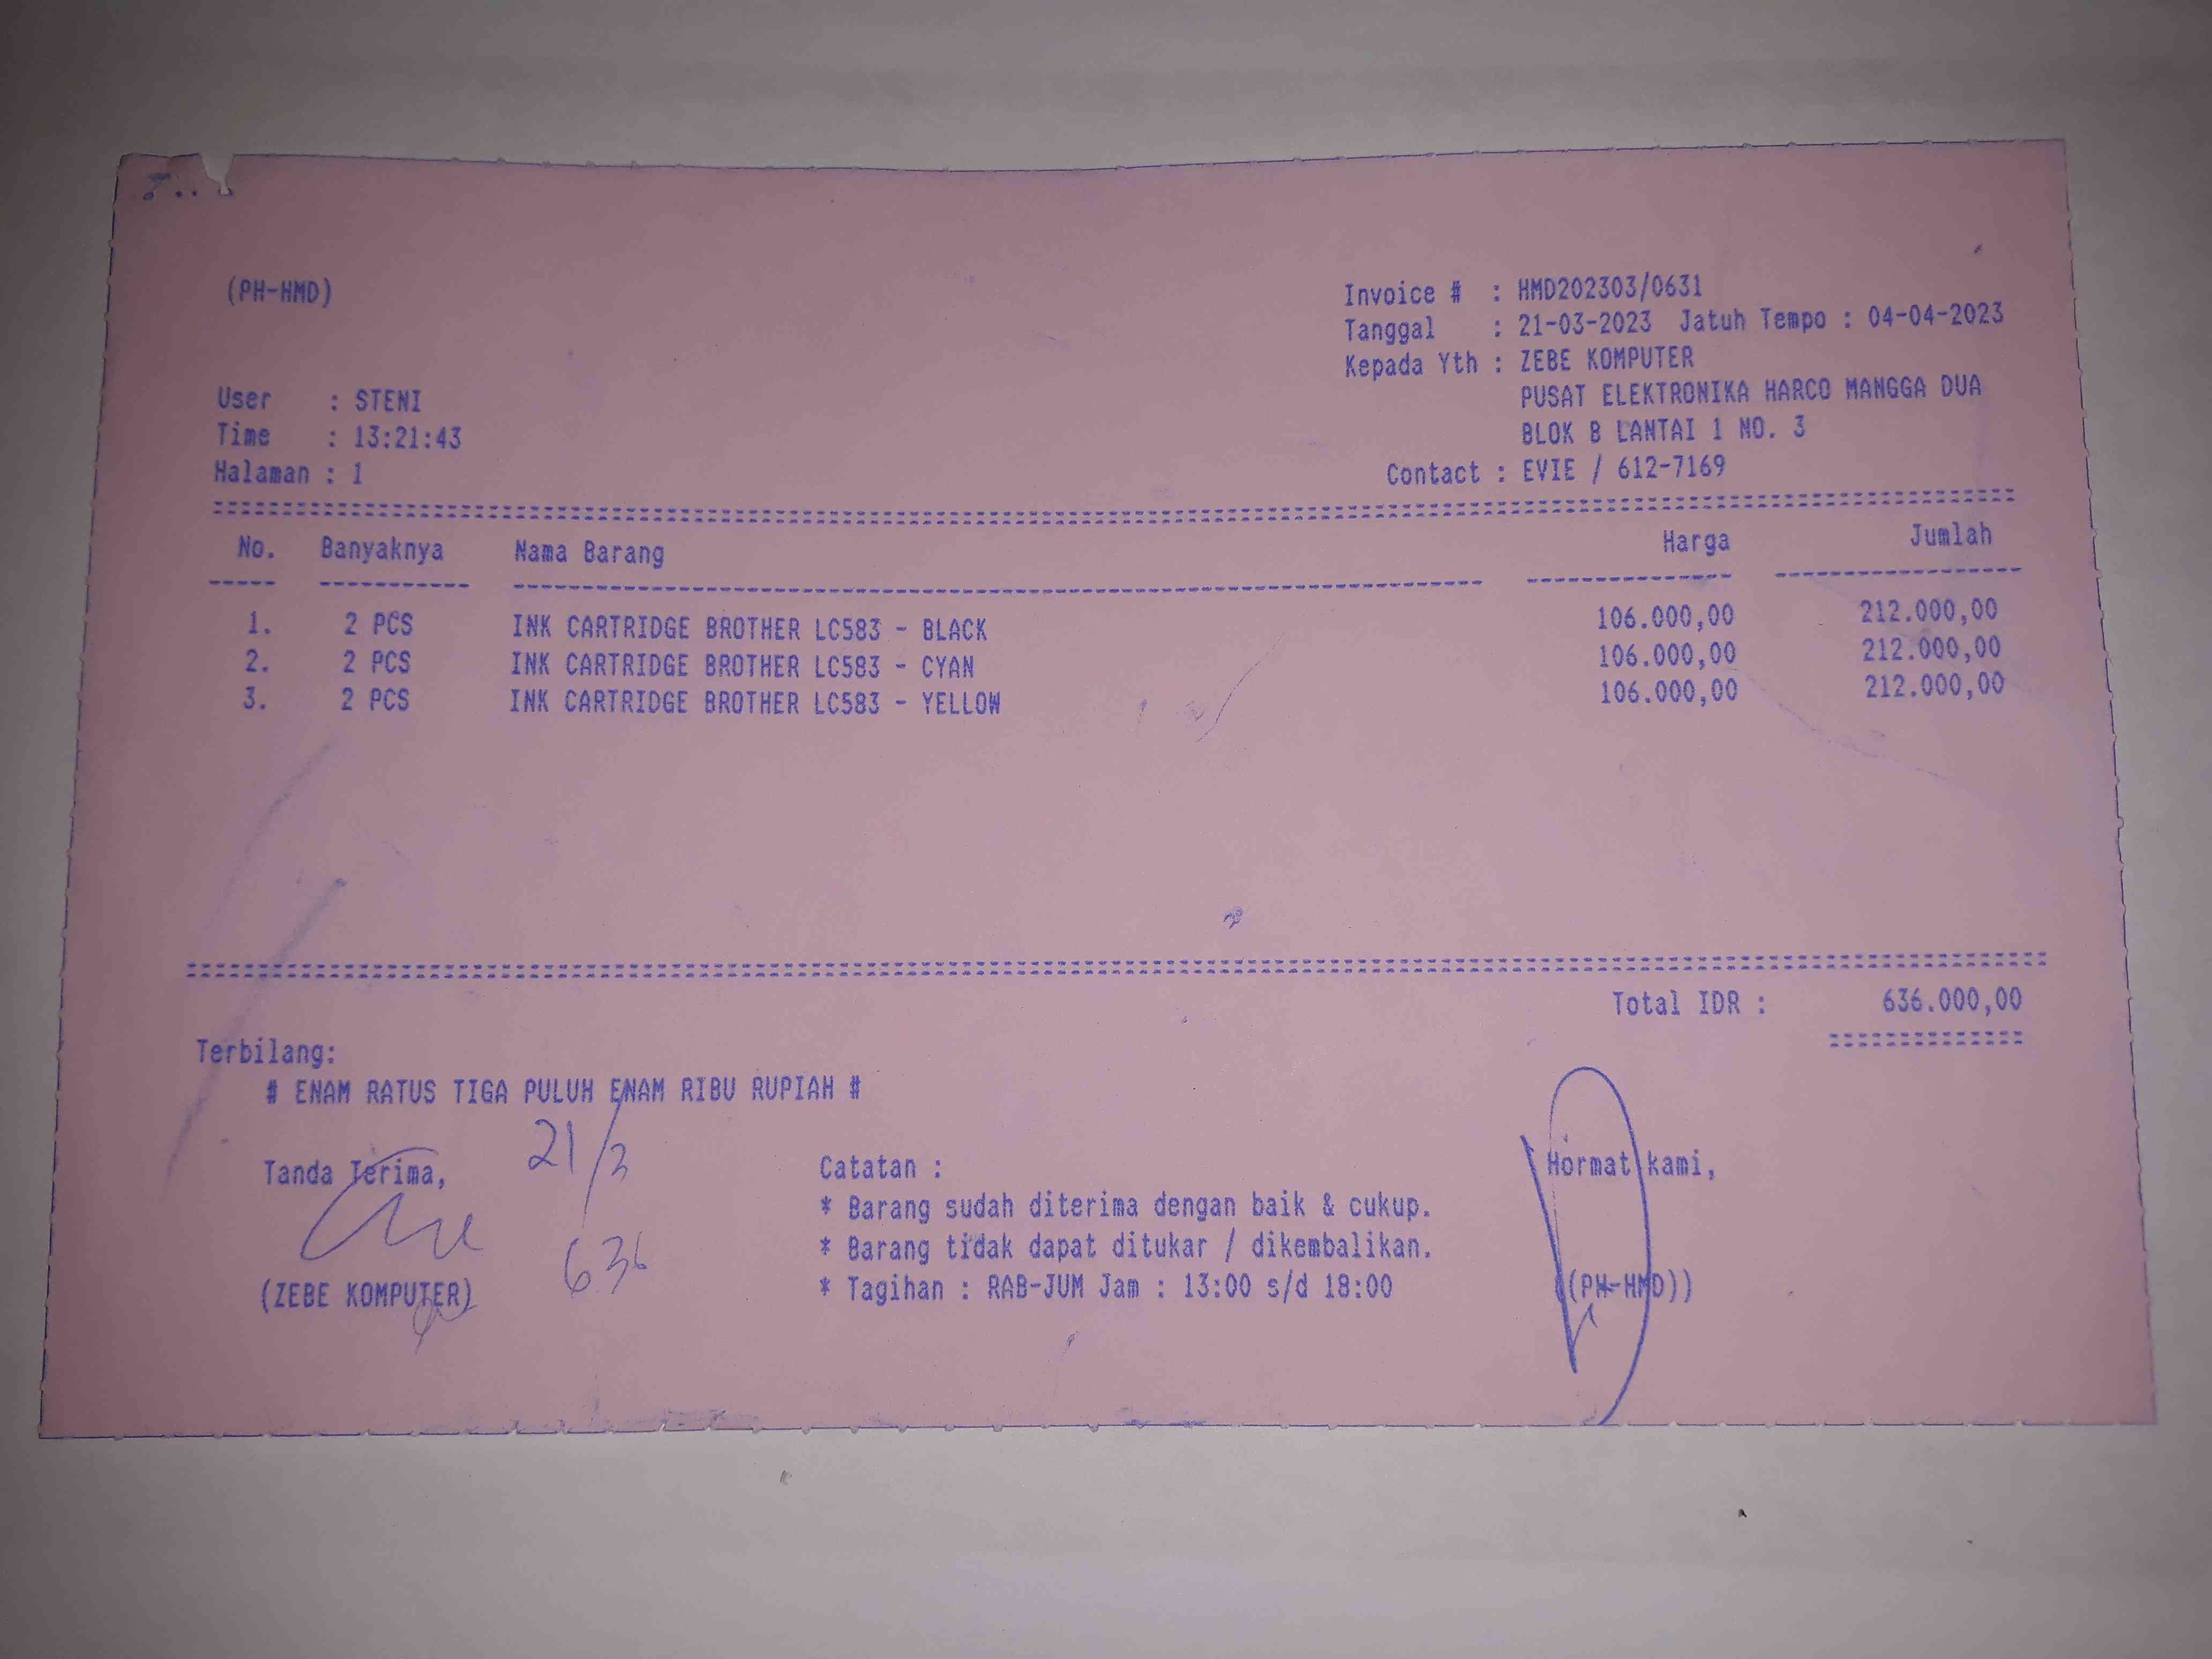 (PH-HMD)
Invoice # : HMD202303/0631
Tanggal : 21-03-2023 Jatuh Tempo : 04-04-2023
Kepada Yth : ZEBE KOMPUTER
PUSAT ELEKTRONIKA HARCO MANGGA DUA
BLOK B LANTAI 1 NO. 3
Contact : EVIE / 612-7169
User : STENI
Time : 13:21:43
Halaman : 1
No. Banyaknya Nama Barang Harga Jumlah
1. 2 PCS INK CARTRIDGE BROTHER LC583 - BLACK 106.000,00 212.000,00
2. 2 PCS INK CARTRIDGE BROTHER LC583 - CYAN 106.000,00 212.000,00
3. 2 PCS INK CARTRIDGE BROTHER LC583 - YELLOW 106.000,00 212.000,00
Total IDR : 636.000,00
Terbilang:
# ENAM RATUS TIGA PULUH ENAM RIBU RUPIAH #
Tanda Terima,
21/3
636
(ZEBE KOMPUTER)
Catatan :
* Barang sudah diterima dengan baik & cukup.
* Barang tidak dapat ditukar / dikembalikan.
* Tagihan : RAB-JUM Jam : 13:00 s/d 18:00
Hormat kami,
((PH-HMD))